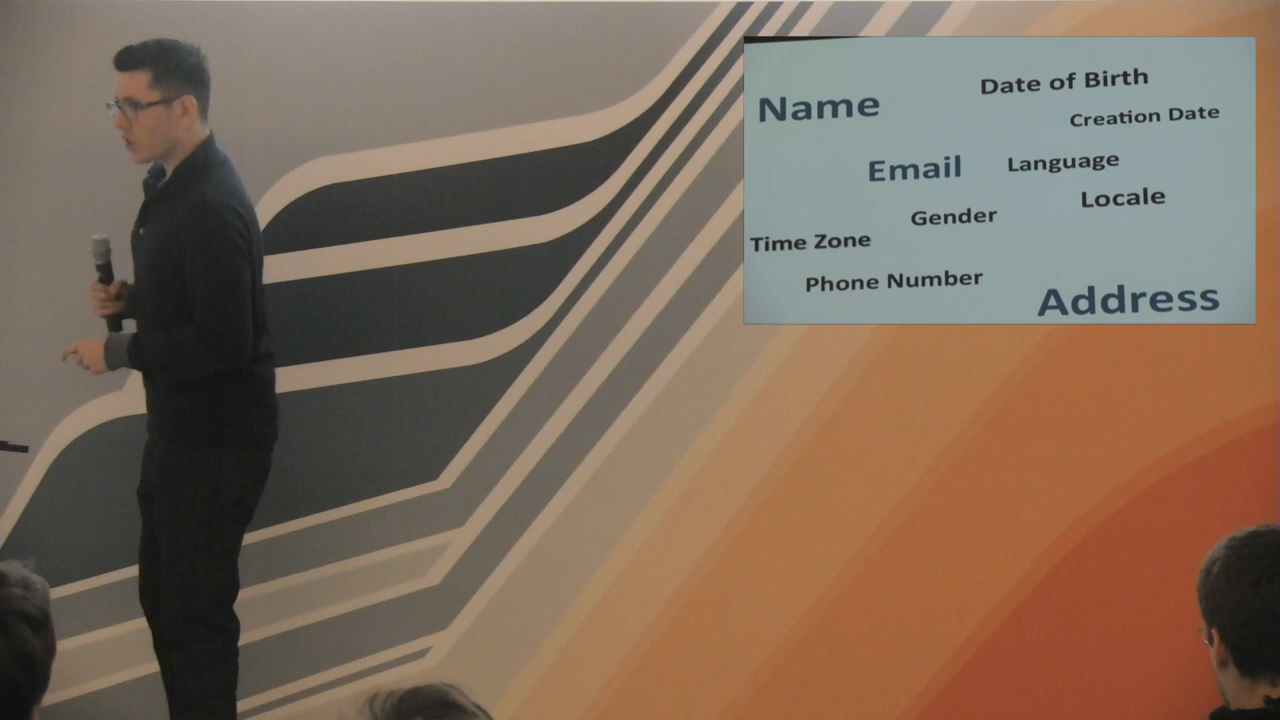 Date of Birth
Name
Creation Date
Email
Language
Locale
Gender
Time Zone
Phone Number
Address